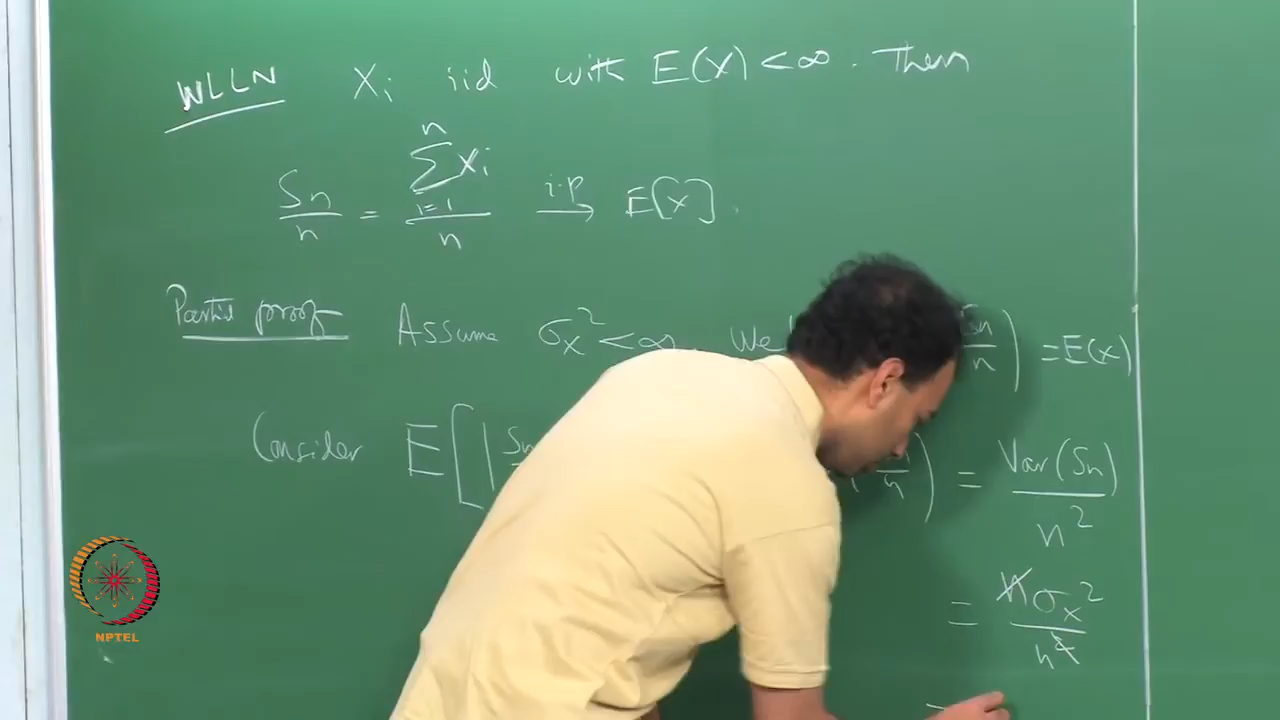 WLLN Xi iid with E(X) < ∞. Then
Sn/n = ∑_{i=1}^{n} Xi / n →^{i.p} E[X].
Partial proof Assume σx² < ∞. We Sn/n) = E(X)
Consider E[|Sn n) = Var(Sn)/n²
= nσx²/n²
=
NPTEL